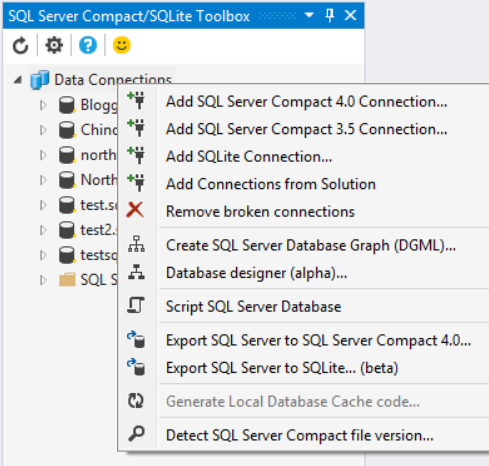 SQL Server Compact/SQLite Toolbox
Data Connections
Add SQL Server Compact 4.0 Connection...
Add SQL Server Compact 3.5 Connection...
Add SQLite Connection...
Add Connections from Solution
Remove broken connections
Create SQL Server Database Graph (DGML)...
Database designer (alpha)...
Script SQL Server Database
Export SQL Server to SQL Server Compact 4.0...
Export SQL Server to SQLite... (beta)
Generate Local Database Cache code...
Detect SQL Server Compact file version...
Blogg
Chino
north
North
test.s
test2.
testsq
SQL S